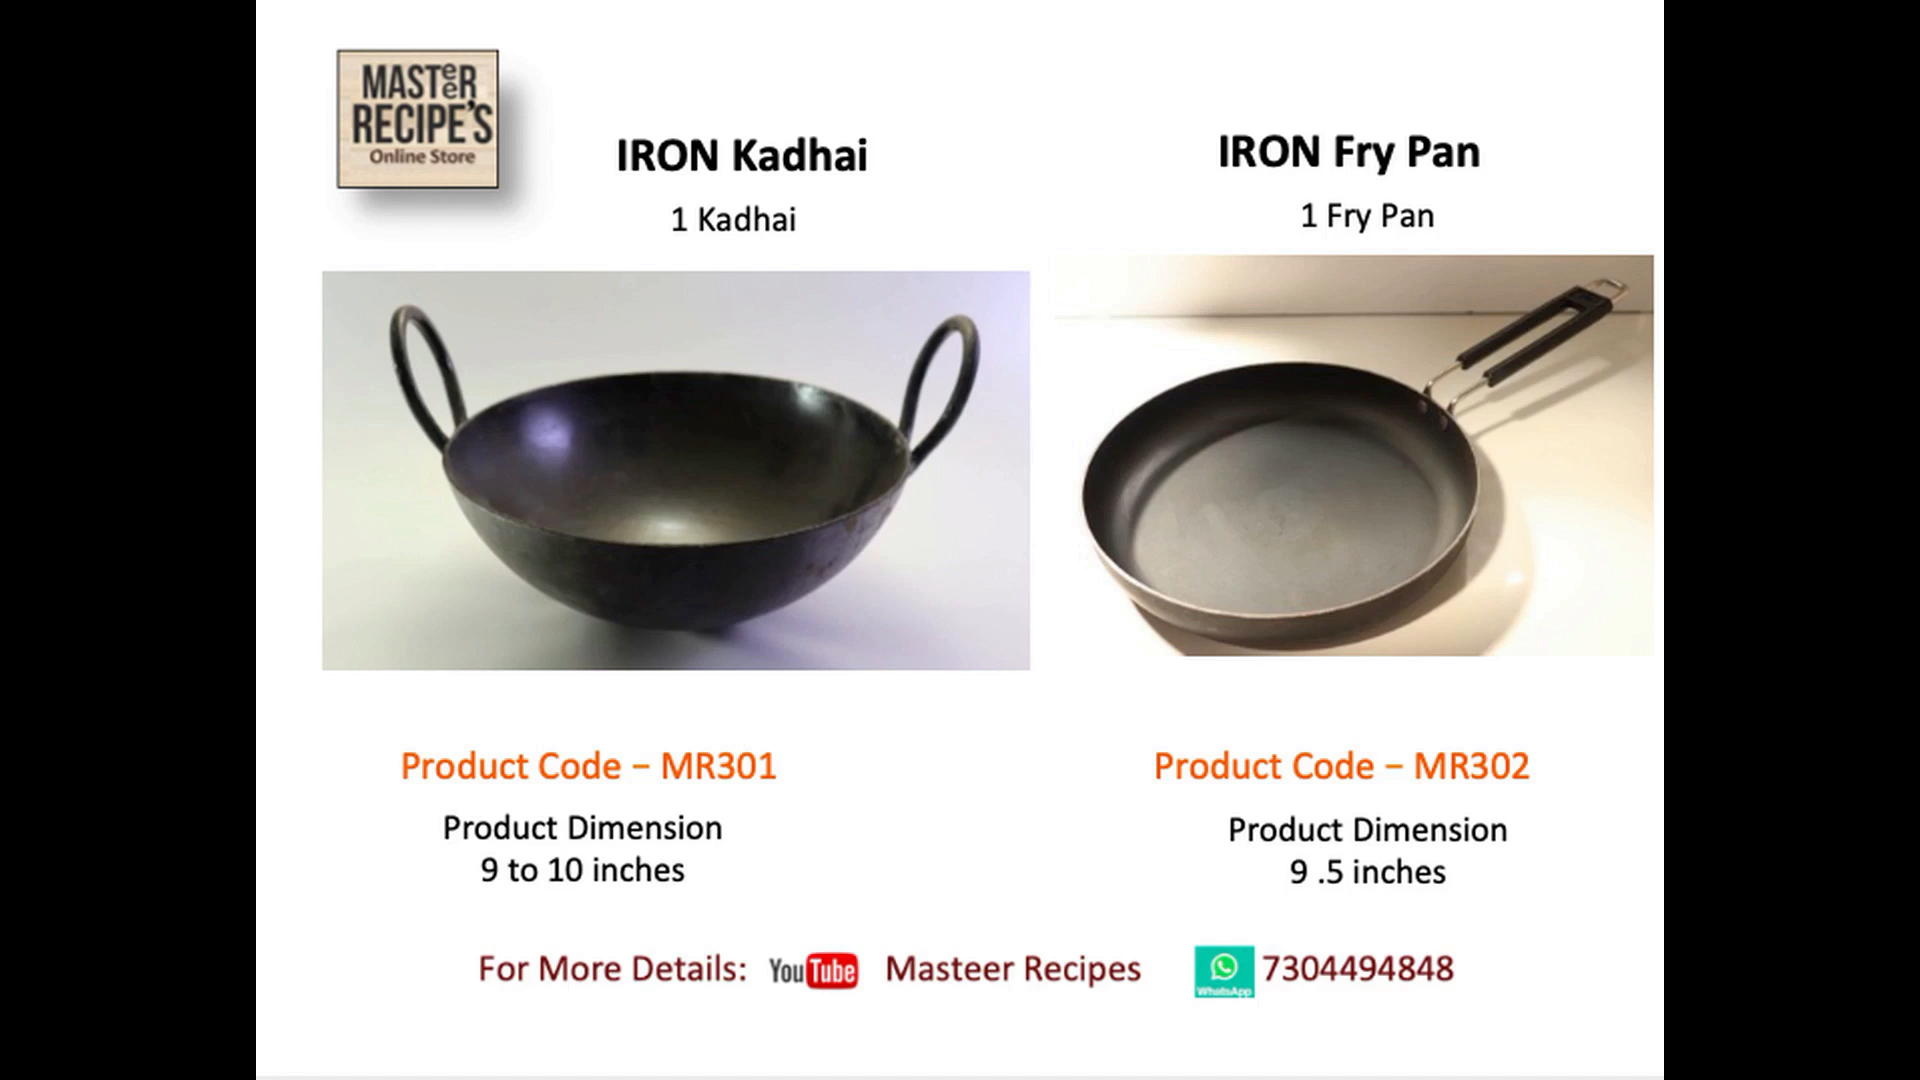 MASTeeR
RECIPE'S
Online Store
IRON Kadhai
1 Kadhai
IRON Fry Pan
1 Fry Pan
Product Code – MR301
Product Dimension
9 to 10 inches
Product Code – MR302
Product Dimension
9 .5 inches
For More Details: YouTube Masteer Recipes WhatsApp 7304494848